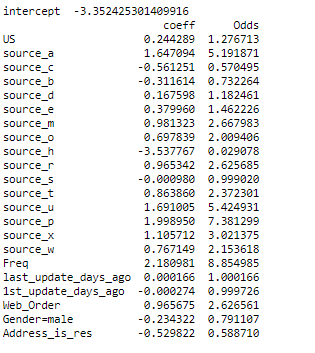 intercept -3.352425301409916
coeff Odds
US 0.244289 1.276713
source_a 1.647094 5.191871
source_c -0.561251 0.570495
source_b -0.311614 0.732264
source_d 0.167598 1.182461
source_e 0.379960 1.462226
source_m 0.981323 2.667983
source_o 0.697839 2.009406
source_h -3.537767 0.029078
source_r 0.965342 2.625685
source_s -0.000980 0.999020
source_t 0.863860 2.372301
source_u 1.691005 5.424931
source_p 1.998950 7.381299
source_x 1.105712 3.021375
source_w 0.767149 2.153618
Freq 2.180981 8.854985
last_update_days_ago 0.000166 1.000166
1st_update_days_ago -0.000274 0.999726
Web_Order 0.965675 2.626561
Gender=male -0.234322 0.791107
Address_is_res -0.529822 0.588710